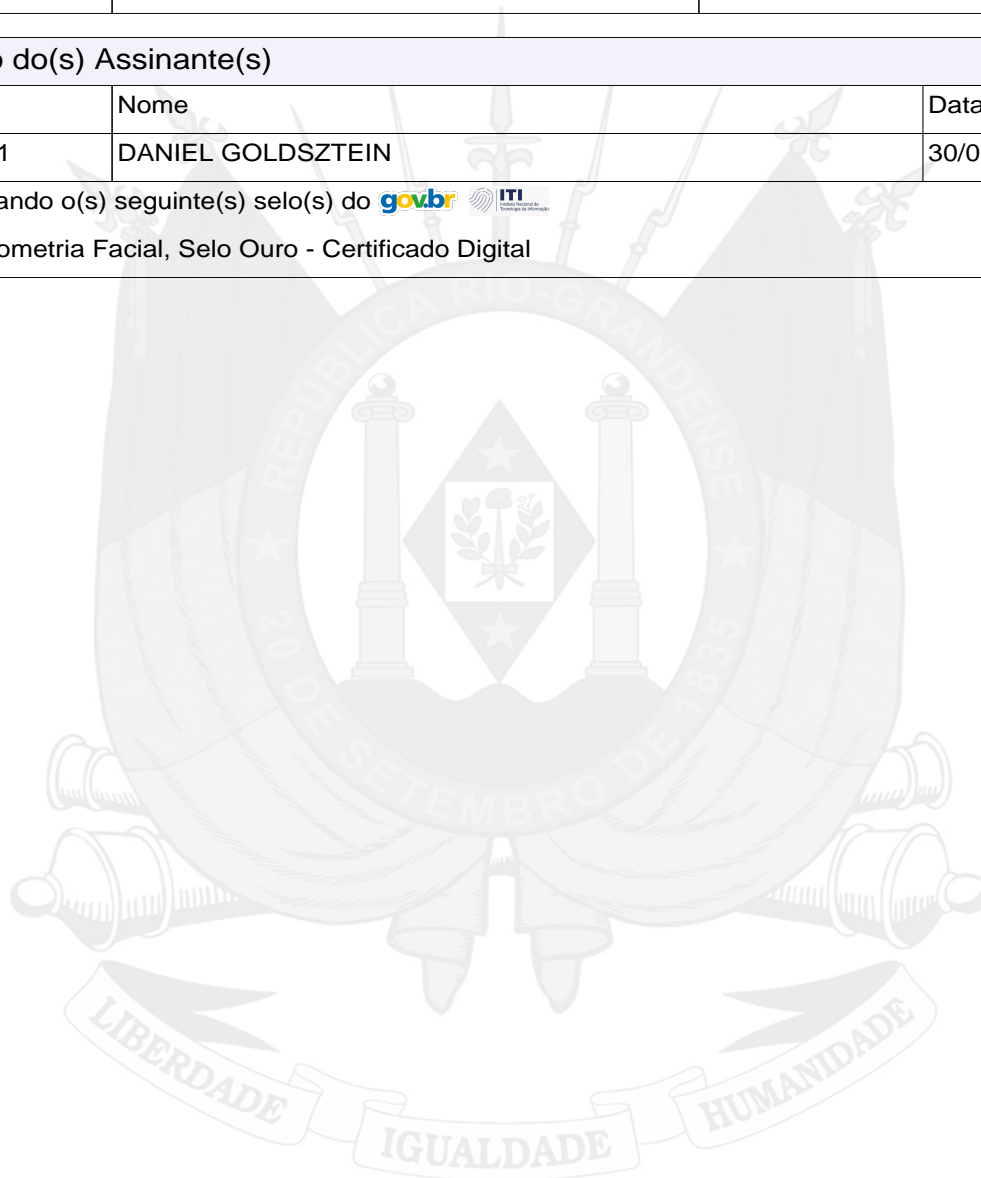 o do(s) Assinante(s)
Nome Data
1 DANIEL GOLDSZTEIN 30/0
ando o(s) seguinte(s) selo(s) do gov.br ITI
ometria Facial, Selo Ouro - Certificado Digital
REPÚBLICA RIO-GRANDENSE
20 DE SETEMBRO DE 1835
LIBERDADE IGUALDADE HUMANIDADE